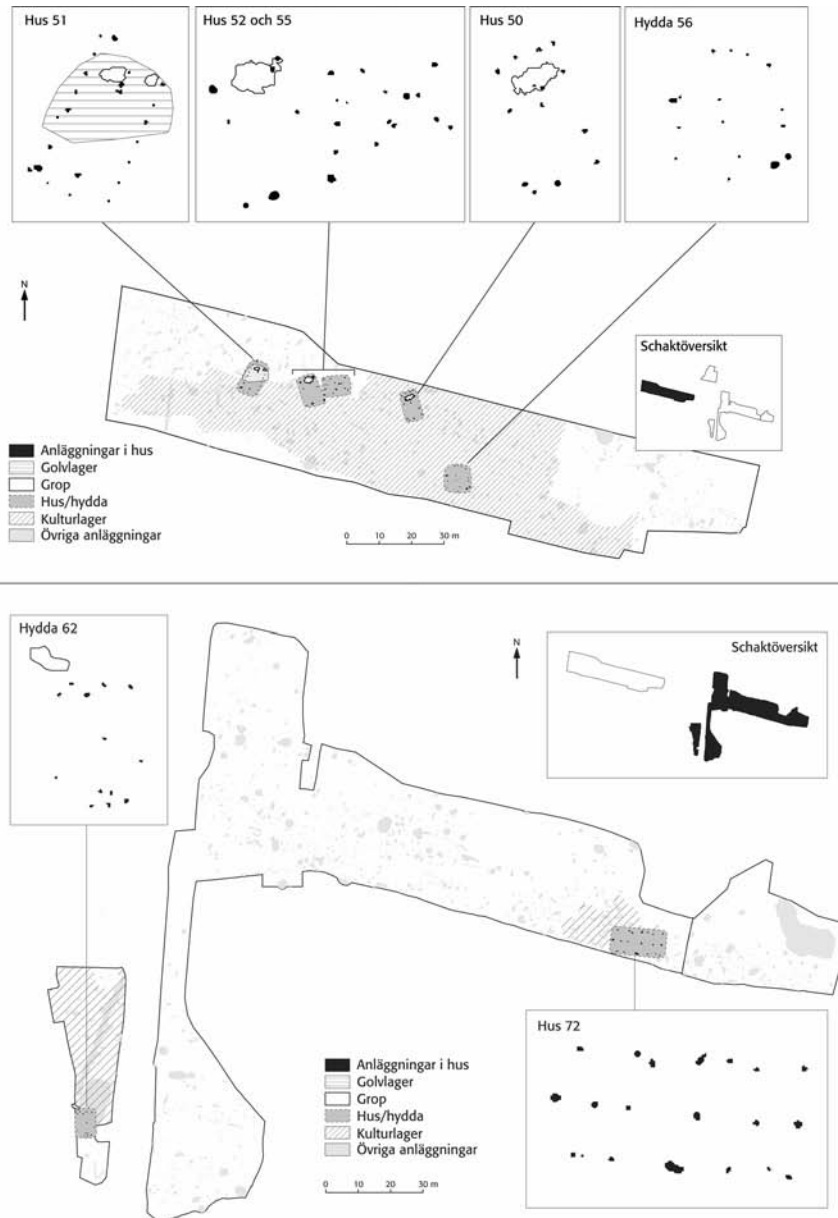 Hus 51
Hus 52 och 55
Hus 50
Hydda 56
N
Schaktöversikt
Anläggningar i hus
Golvlager
Grop
Hus/hydda
Kulturlager
Övriga anläggningar
0 10 20 30 m
Hydda 62
N
Schaktöversikt
Hus 72
Anläggningar i hus
Golvlager
Grop
Hus/hydda
Kulturlager
Övriga anläggningar
0 10 20 30 m